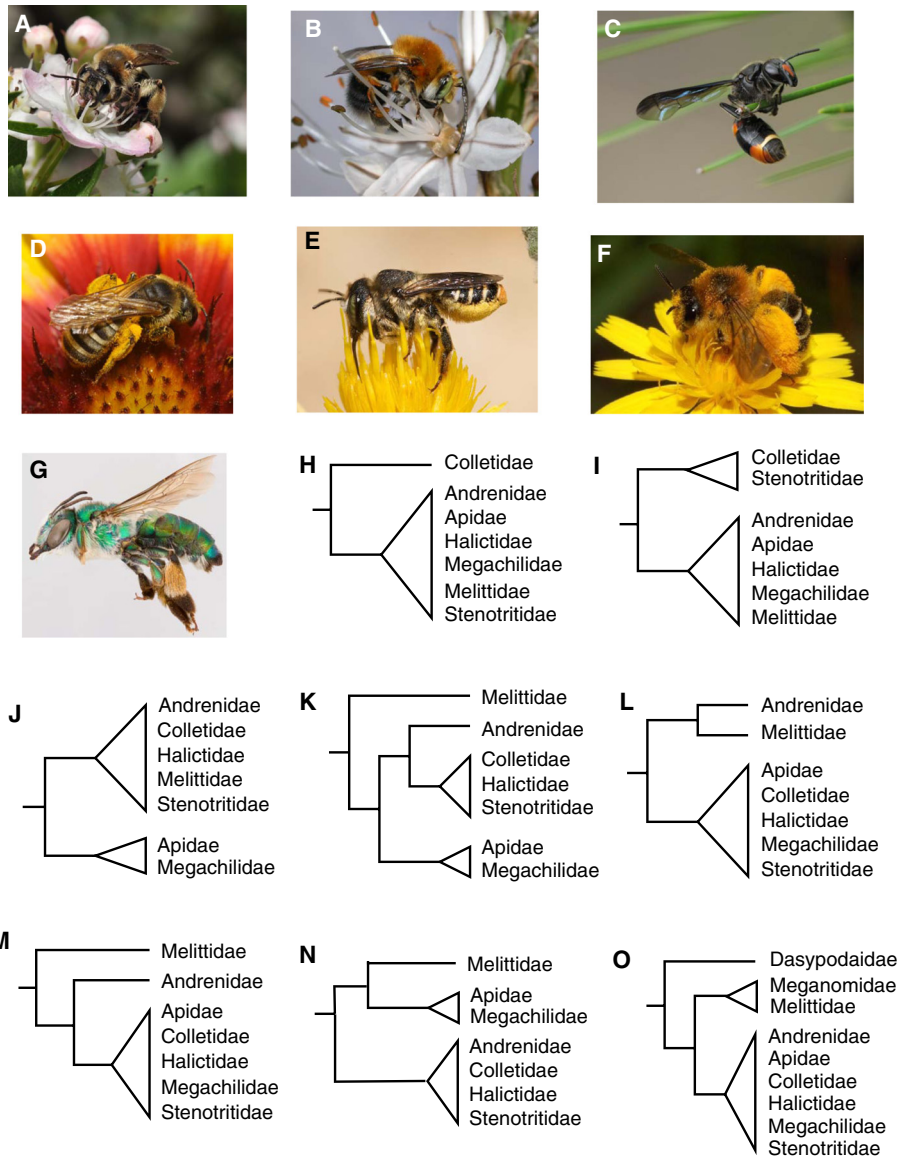 A
B
C
D
E
F
G
H
Colletidae
Andrenidae
Apidae
Halictidae
Megachilidae
Melittidae
Stenotritidae
I
Colletidae
Stenotritidae
Andrenidae
Apidae
Halictidae
Megachilidae
Melittidae
J
Andrenidae
Colletidae
Halictidae
Melittidae
Stenotritidae
Apidae
Megachilidae
K
Melittidae
Andrenidae
Colletidae
Halictidae
Stenotritidae
Apidae
Megachilidae
L
Andrenidae
Melittidae
Apidae
Colletidae
Halictidae
Megachilidae
Stenotritidae
M
Melittidae
Andrenidae
Apidae
Colletidae
Halictidae
Megachilidae
Stenotritidae
N
Melittidae
Apidae
Megachilidae
Andrenidae
Colletidae
Halictidae
Stenotritidae
O
Dasypodaidae
Meganomidae
Melittidae
Andrenidae
Apidae
Colletidae
Halictidae
Megachilidae
Stenotritidae